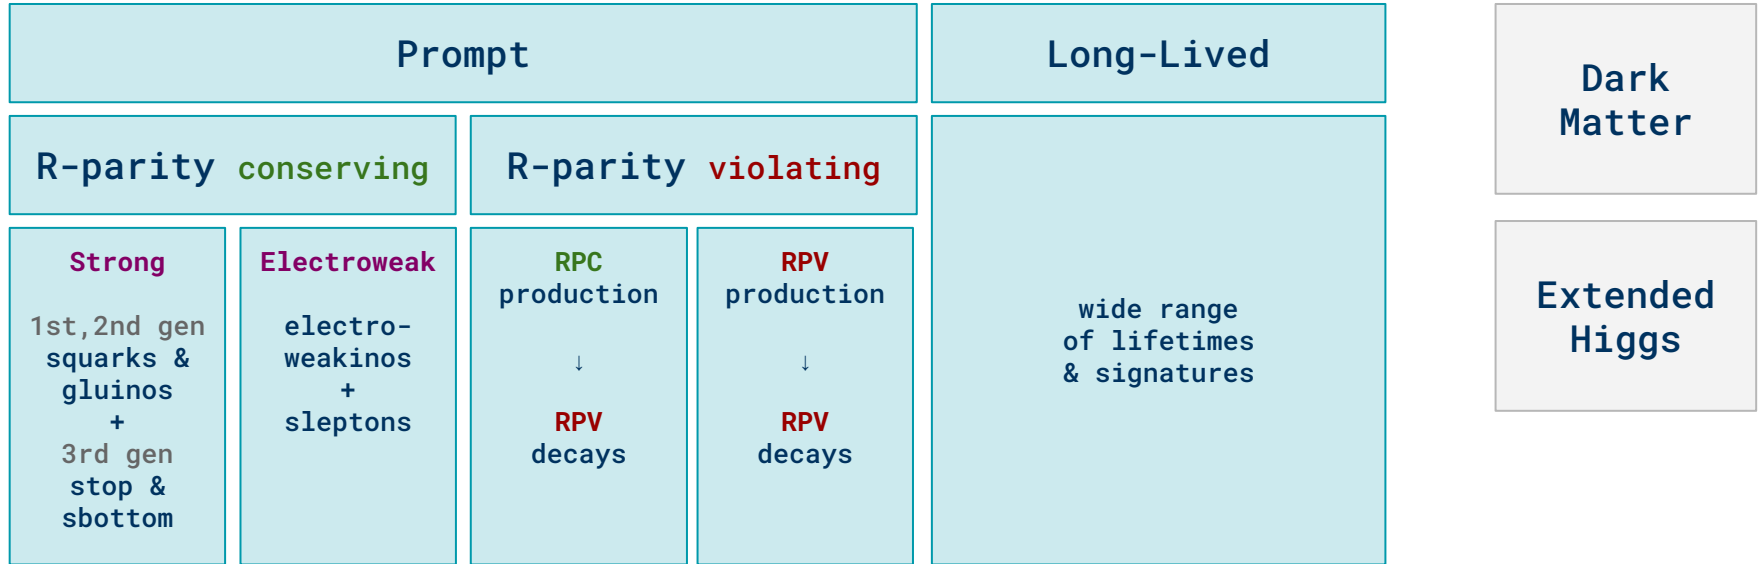 Prompt
Long-Lived
R-parity conserving
R-parity violating
Strong
1st,2nd gen
squarks &
gluinos
+
3rd gen
stop &
sbottom
Electroweak
electro-
weakinos
+
sleptons
RPC
production
↓
RPV
decays
RPV
production
↓
RPV
decays
wide range
of lifetimes
& signatures
Dark
Matter
Extended
Higgs